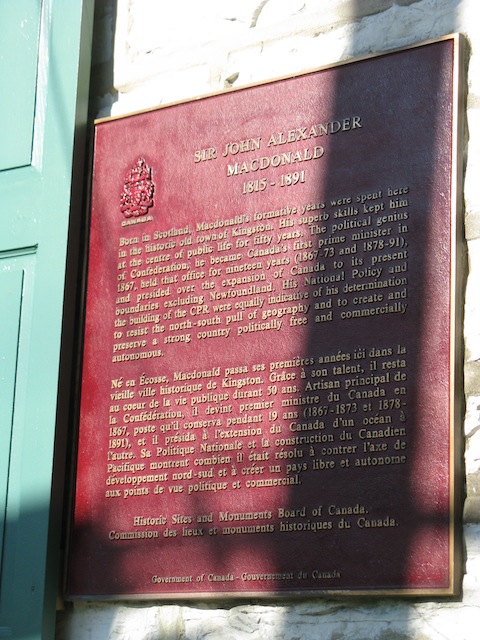 SIR JOHN ALEXANDER
MACDONALD
1815 - 1891
CANADA
Born in Scotland, Macdonald's formative years were spent here
in the historic old town of Kingston. His superb skills kept him
at the centre of public life for fifty years. The political genius
of Confederation, he became Canada's first prime minister in
1867, held that office for nineteen years (1867-73 and 1878-91),
and presided over the expansion of Canada to its present
boundaries excluding Newfoundland. His National Policy and
the building of the CPR were equally indicative of his determination
to resist the north-south pull of geography and to create and
preserve a strong country politically free and commercially
autonomous.
Né en Écosse, Macdonald passa ses premières années ici dans la
vieille ville historique de Kingston. Grâce à son talent, il resta
au coeur de la vie publique durant 50 ans. Artisan principal de
la Confédération, il devint premier ministre du Canada en
1867, poste qu'il conserva pendant 19 ans (1867-1873 et 1878-
1891), et il présida à l'extension du Canada d'un océan à
l'autre. Sa Politique Nationale et la construction du Canadien
Pacifique montrent combien il était résolu à contrer l'axe de
développement nord-sud et à créer un pays libre et autonome
aux points de vue politique et commercial.
Historic Sites and Monuments Board of Canada.
Commission des lieux et monuments historiques du Canada.
Government of Canada - Gouvernement du Canada